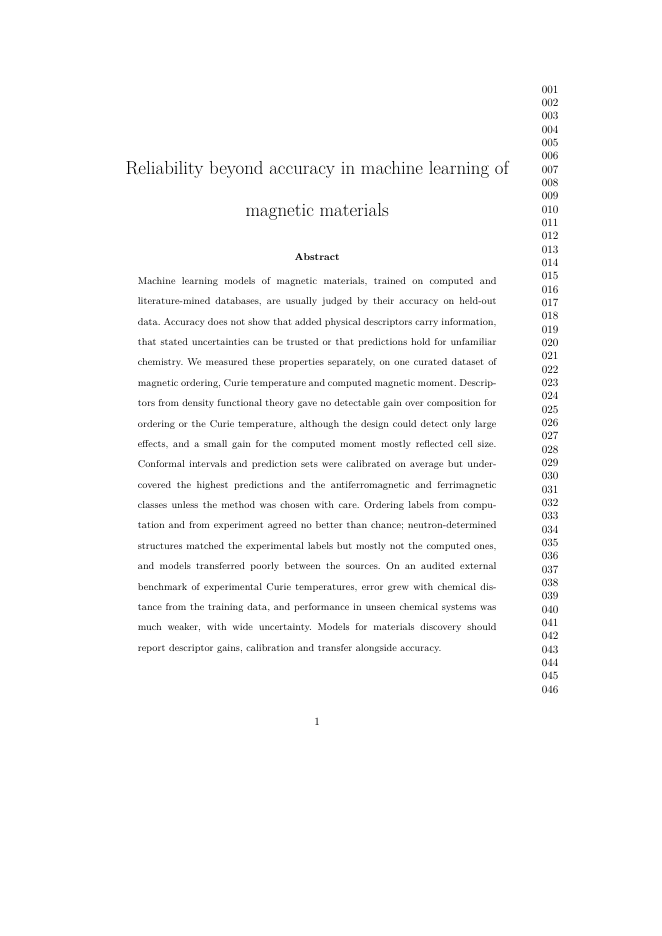 Reliability beyond accuracy in machine learning of
magnetic materials
Abstract
Machine learning models of magnetic materials, trained on computed and
literature-mined databases, are usually judged by their accuracy on held-out
data. Accuracy does not show that added physical descriptors carry information,
that stated uncertainties can be trusted or that predictions hold for unfamiliar
chemistry. We measured these properties separately, on one curated dataset of
magnetic ordering, Curie temperature and computed magnetic moment. Descrip-
tors from density functional theory gave no detectable gain over composition for
ordering or the Curie temperature, although the design could detect only large
effects, and a small gain for the computed moment mostly reflected cell size.
Conformal intervals and prediction sets were calibrated on average but under-
covered the highest predictions and the antiferromagnetic and ferrimagnetic
classes unless the method was chosen with care. Ordering labels from compu-
tation and from experiment agreed no better than chance; neutron-determined
structures matched the experimental labels but mostly not the computed ones,
and models transferred poorly between the sources. On an audited external
benchmark of experimental Curie temperatures, error grew with chemical dis-
tance from the training data, and performance in unseen chemical systems was
much weaker, with wide uncertainty. Models for materials discovery should
report descriptor gains, calibration and transfer alongside accuracy.
1
001
002
003
004
005
006
007
008
009
010
011
012
013
014
015
016
017
018
019
020
021
022
023
024
025
026
027
028
029
030
031
032
033
034
035
036
037
038
039
040
041
042
043
044
045
046